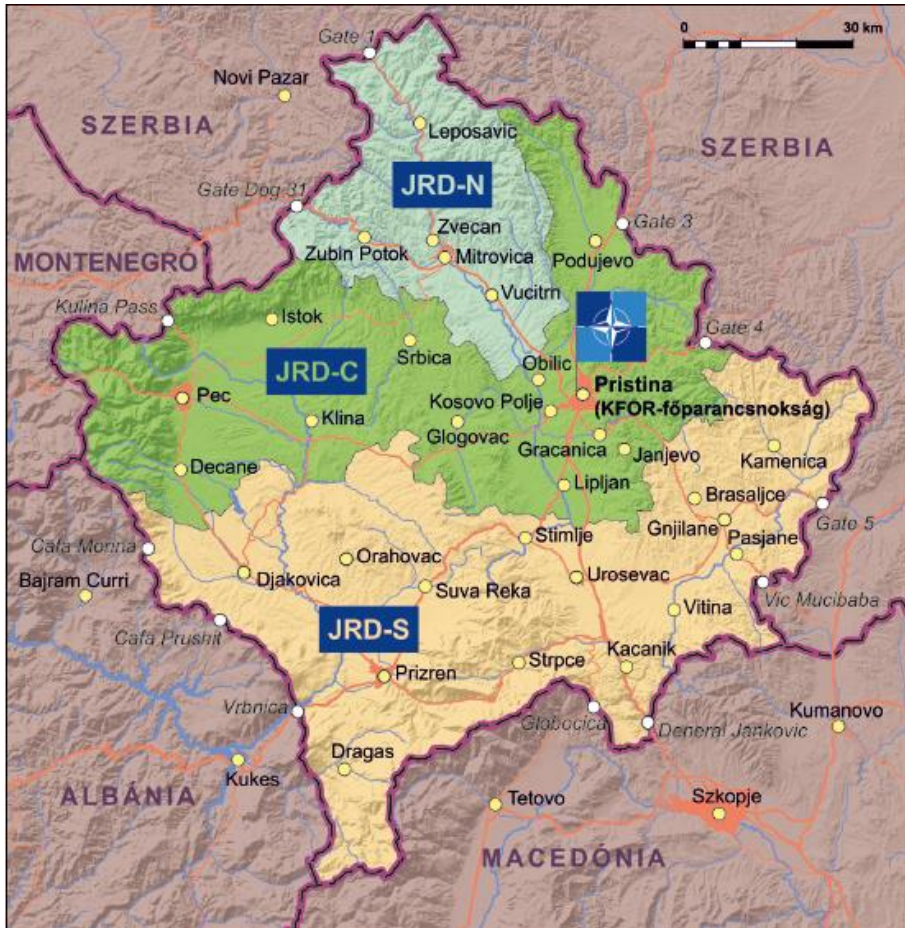 0
30 km
Gate 1
Novi Pazar
SZERBIA
Leposavic
SZERBIA
JRD-N
Gate Dog 31
Gate 3
Zvecan
Zubin Potok
Mitrovica
Podujevo
MONTENEGRÓ
Vucitrn
Kulina Pass
Istok
Gate 4
Srbica
JRD-C
Obilic
Pec
Pristina
(KFOR-főparancsnokság)
Klina
Kosovo Polje
Glogovac
Gracanica
Janjevo
Kamenica
Decane
Lipljan
Brasaljce
Gate 5
Gnjilane
Stimlje
Pasjane
Cafa Morina
Orahovac
Djakovica
Urosevac
Bajram Curri
Suva Reka
Vic Mucibaba
Vitina
Cafa Prushit
JRD-S
Kacanik
Strpce
Prizren
Vrbnica
Globocica
Deneral Jankovic
Kumanovo
Dragas
Kukes
ALBÁNIA
Tetovo
Szkopje
MACEDÓNIA